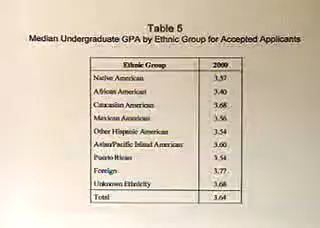 Table 5
Median Undergraduate GPA by Ethnic Group for Accepted Applicants
Ethnic Group 2000
Native American 3.57
African American 3.40
Caucasian American 3.68
Mexican American 3.56
Other Hispanic American 3.54
Asian/Pacific Island American 3.60
Puerto Rican 3.54
Foreign 3.77
Unknown Ethnicity 3.68
Total 3.64